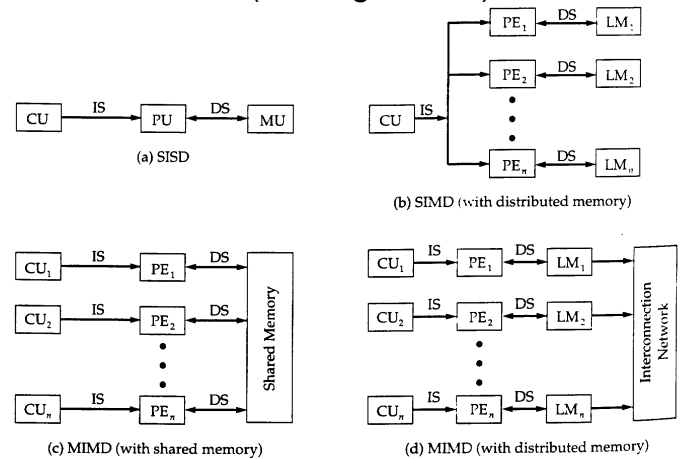 CU IS PU DS MU
(a) SISD
PE1 DS LM1
PE2 DS LM2
CU IS
PEn DS LMn
(b) SIMD (with distributed memory)
CU1 IS PE1 DS
CU2 IS PE2 DS
CUn IS PEn DS
Shared Memory
(c) MIMD (with shared memory)
CU1 IS PE1 DS LM1
CU2 IS PE2 DS LM2
CUn IS PEn DS LMn
Interconnection
Network
(d) MIMD (with distributed memory)